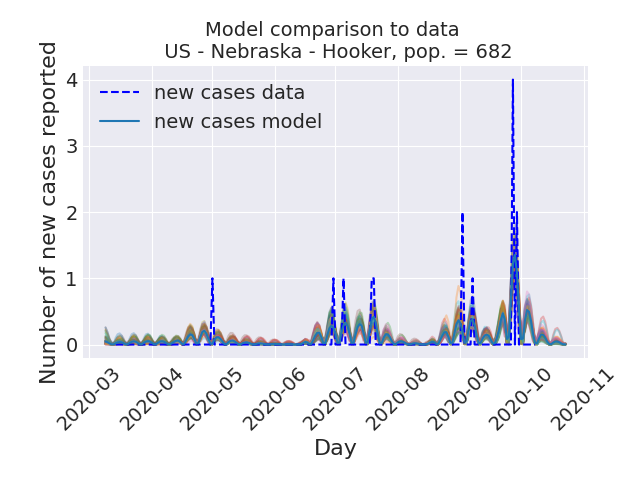 Model comparison to data
US - Nebraska - Hooker, pop. = 682
Number of new cases reported
4
3
2
1
0
new cases data
new cases model
2020-03
2020-04
2020-05
2020-06
2020-07
2020-08
2020-09
2020-10
2020-11
Day